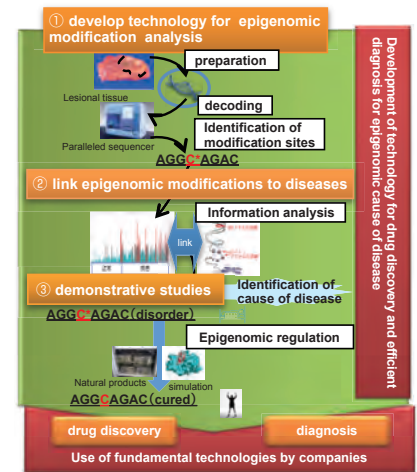 ① develop technology for epigenomic
modification analysis
preparation
Lesional tissue
decoding
Identification of
modification sites
Paralleled sequencer
AGGC*AGAC
② link epigenomic modifications to diseases
Information analysis
link
③ demonstrative studies
Identification of
cause of disease
AGGC*AGAC(disorder)
Epigenomic regulation
Natural products
simulation
AGGCAGAC(cured)
drug discovery
diagnosis
Use of fundamental technologies by companies
Development of technology for drug discovery and efficient
diagnosis for epigenomic cause of disease